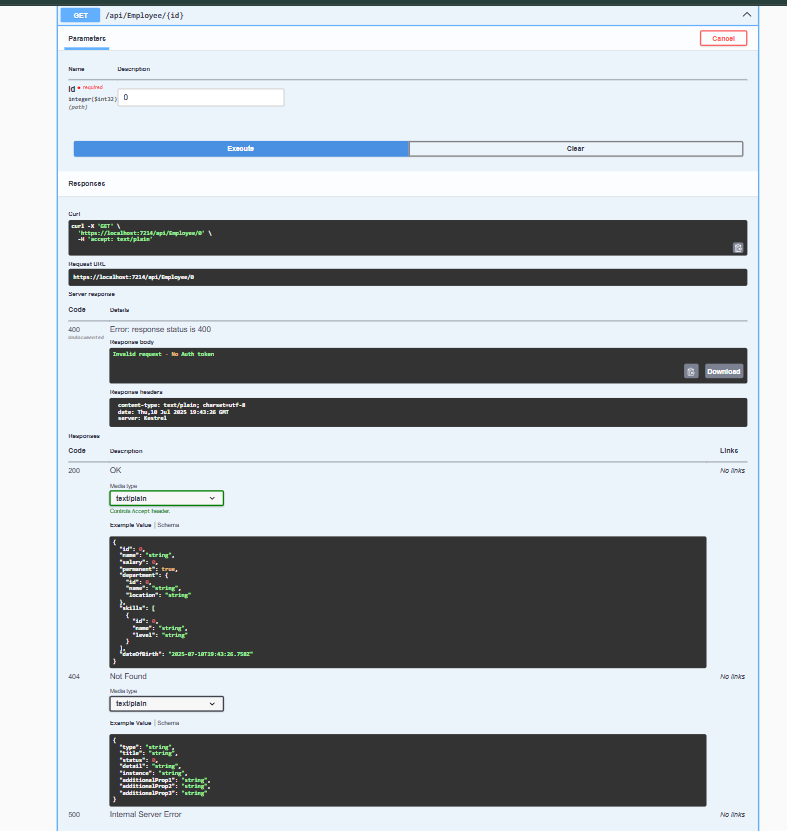 GET /api/Employee/{id}
Parameters Cancel
Name Description
id * required
integer($int32) 0
(path)
Execute Clear
Responses
Curl
curl -X 'GET' \
'https://localhost:7214/api/Employee/0' \
-H 'accept: text/plain'
Request URL
https://localhost:7214/api/Employee/0
Server response
Code Details
400 Error: response status is 400
Undocumented
Response body
Invalid request - No Auth token
Download
Response headers
content-type: text/plain; charset=utf-8
date: Thu,10 Jul 2025 19:43:26 GMT
server: Kestrel
Responses
Code Description Links
200 OK No links
Media type
text/plain
Controls Accept header.
Example Value | Schema
{
"id": 0,
"name": "string",
"salary": 0,
"permanent": true,
"department": {
"id": 0,
"name": "string",
"location": "string"
},
"skills": [
{
"id": 0,
"name": "string",
"level": "string"
}
],
"dateOfBirth": "2025-07-10T19:43:26.758Z"
}
404 Not Found No links
Media type
text/plain
Example Value | Schema
{
"type": "string",
"title": "string",
"status": 0,
"detail": "string",
"instance": "string",
"additionalProp1": "string",
"additionalProp2": "string",
"additionalProp3": "string"
}
500 Internal Server Error No links